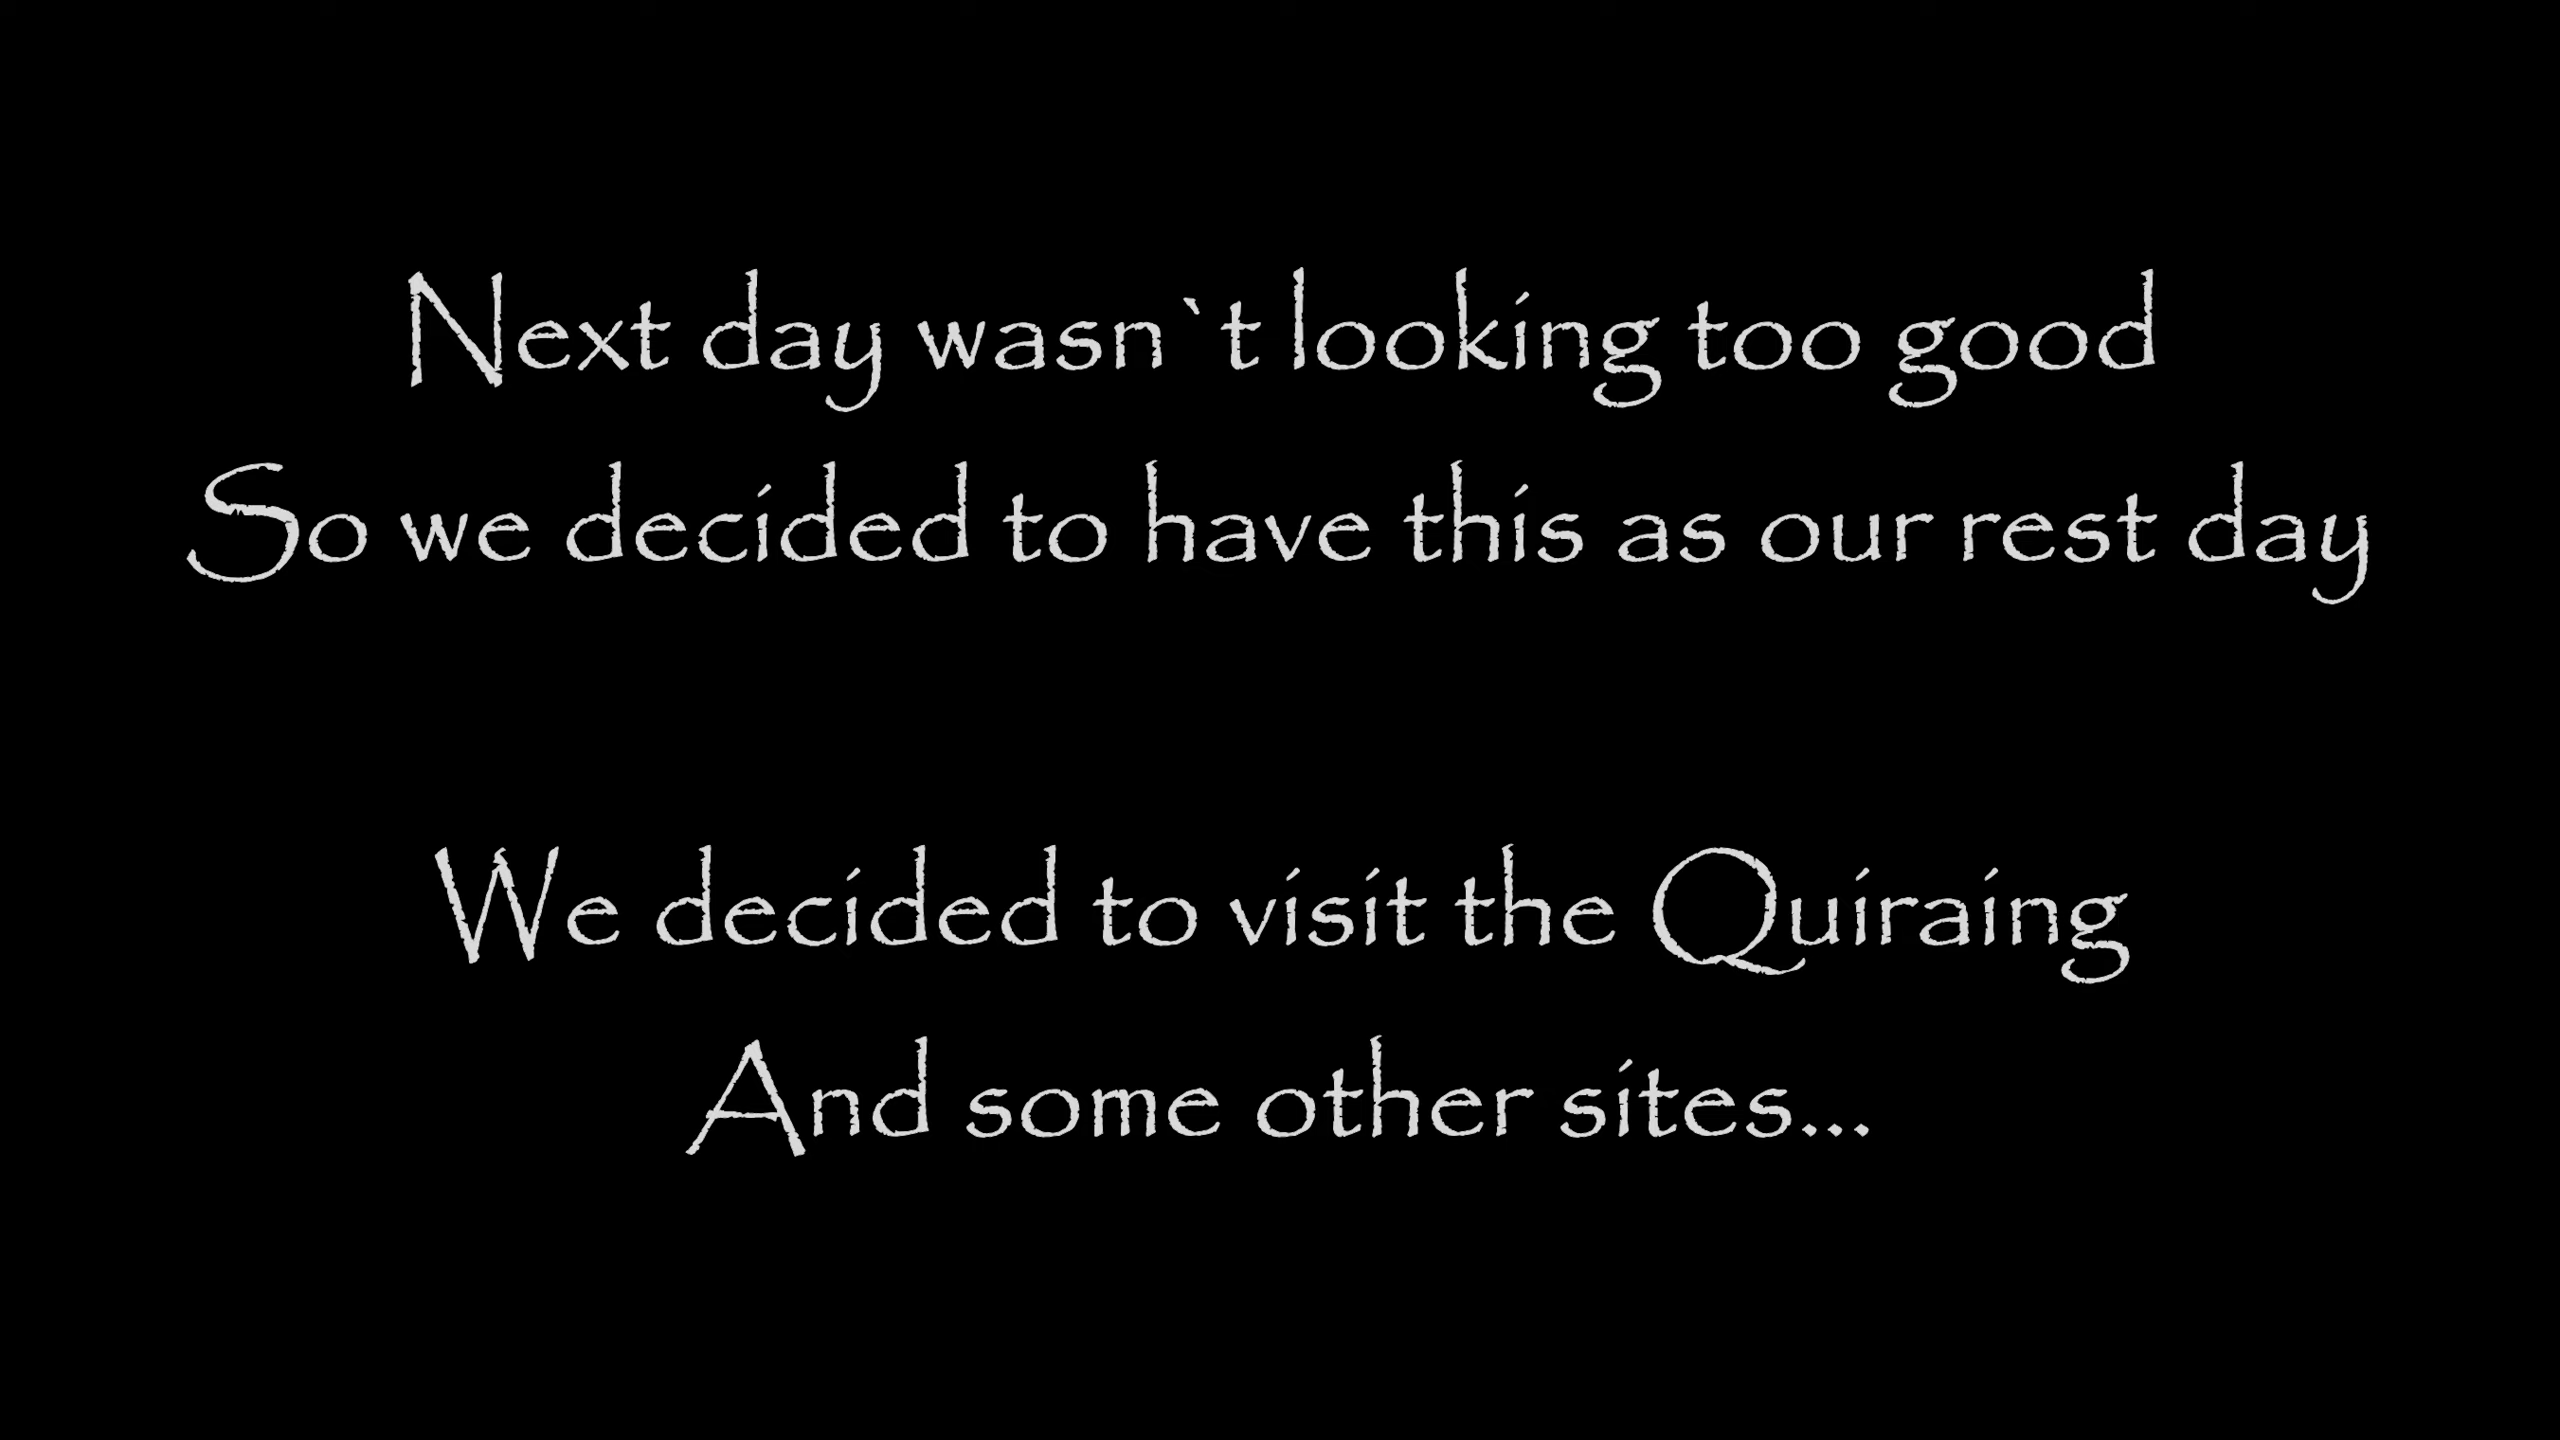 Next day wasn`t looking too good
So we decided to have this as our rest day
We decided to visit the Quiraing
And some other sites...